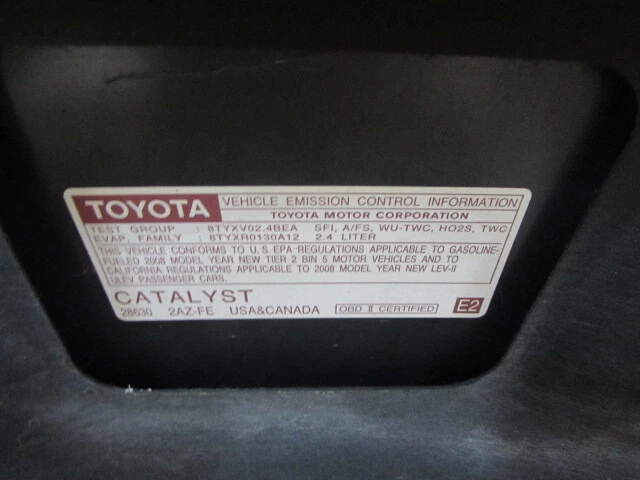 TOYOTA VEHICLE EMISSION CONTROL INFORMATION
TOYOTA MOTOR CORPORATION
TEST GROUP : 8TYXV02.4BEA SFI, A/FS, WU-TWC, HO2S, TWC
EVAP. FAMILY : 8TYXR0130A12 2.4 LITER
THIS VEHICLE CONFORMS TO U.S.EPA REGULATIONS APPLICABLE TO GASOLINE-
FUELED 2008 MODEL YEAR NEW TIER 2 BIN 5 MOTOR VEHICLES AND TO
CALIFORNIA REGULATIONS APPLICABLE TO 2008 MODEL YEAR NEW LEV-II
ULEV PASSENGER CARS.
CATALYST
28630 2AZ-FE USA&CANADA OBD II CERTIFIED E2